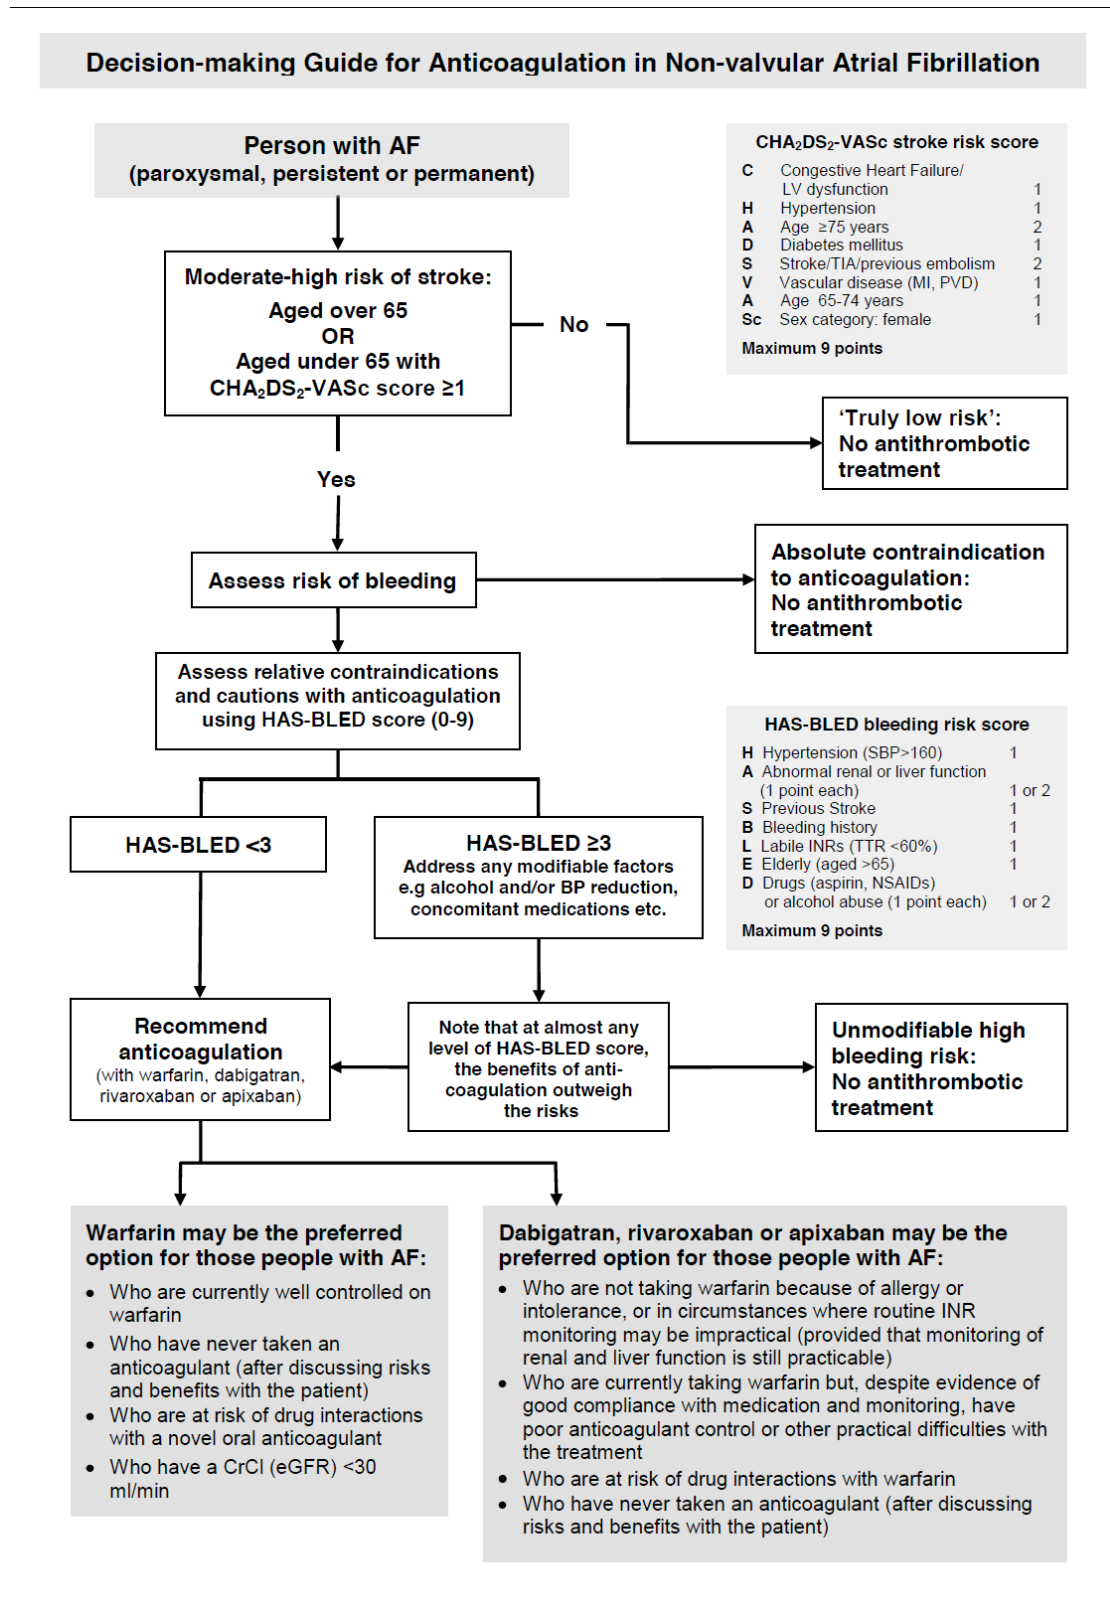 Decision-making Guide for Anticoagulation in Non-valvular Atrial Fibrillation
Person with AF
(paroxysmal, persistent or permanent)
CHA₂DS₂-VASc stroke risk score
C Congestive Heart Failure/
LV dysfunction 1
H Hypertension 1
A Age ≥75 years 2
D Diabetes mellitus 1
S Stroke/TIA/previous embolism 2
V Vascular disease (MI, PVD) 1
A Age 65-74 years 1
Sc Sex category: female 1
Maximum 9 points
Moderate-high risk of stroke:
Aged over 65
OR
Aged under 65 with
CHA₂DS₂-VASc score ≥1
No
'Truly low risk':
No antithrombotic
treatment
Yes
Assess risk of bleeding
Absolute contraindication
to anticoagulation:
No antithrombotic
treatment
Assess relative contraindications
and cautions with anticoagulation
using HAS-BLED score (0-9)
HAS-BLED bleeding risk score
H Hypertension (SBP>160) 1
A Abnormal renal or liver function
(1 point each) 1 or 2
S Previous Stroke 1
B Bleeding history 1
L Labile INRs (TTR <60%) 1
E Elderly (aged >65) 1
D Drugs (aspirin, NSAIDs)
or alcohol abuse (1 point each) 1 or 2
Maximum 9 points
HAS-BLED <3
HAS-BLED ≥3
Address any modifiable factors
e.g alcohol and/or BP reduction,
concomitant medications etc.
Recommend
anticoagulation
(with warfarin, dabigatran,
rivaroxaban or apixaban)
Note that at almost any
level of HAS-BLED score,
the benefits of anti-
coagulation outweigh
the risks
Unmodifiable high
bleeding risk:
No antithrombotic
treatment
Warfarin may be the preferred
option for those people with AF:
• Who are currently well controlled on
warfarin
• Who have never taken an
anticoagulant (after discussing risks
and benefits with the patient)
• Who are at risk of drug interactions
with a novel oral anticoagulant
• Who have a CrCl (eGFR) <30
ml/min
Dabigatran, rivaroxaban or apixaban may be the
preferred option for those people with AF:
• Who are not taking warfarin because of allergy or
intolerance, or in circumstances where routine INR
monitoring may be impractical (provided that monitoring of
renal and liver function is still practicable)
• Who are currently taking warfarin but, despite evidence of
good compliance with medication and monitoring, have
poor anticoagulant control or other practical difficulties with
the treatment
• Who are at risk of drug interactions with warfarin
• Who have never taken an anticoagulant (after discussing
risks and benefits with the patient)